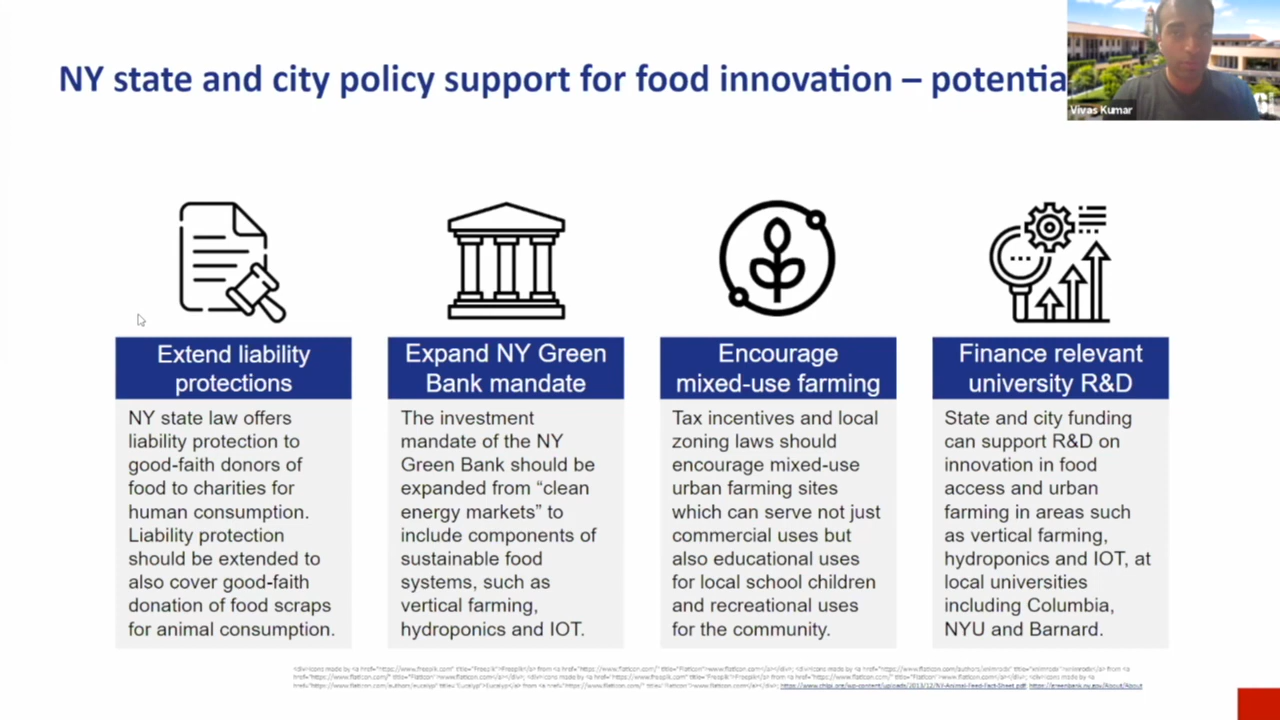 NY state and city policy support for food innovation – potentia
Vivas Kumar
Extend liability
protections
NY state law offers
liability protection to
good-faith donors of
food to charities for
human consumption.
Liability protection
should be extended to
also cover good-faith
donation of food scraps
for animal consumption.
Expand NY Green
Bank mandate
The investment
mandate of the NY
Green Bank should be
expanded from “clean
energy markets” to
include components of
sustainable food
systems, such as
vertical farming,
hydroponics and IOT.
Encourage
mixed-use farming
Tax incentives and local
zoning laws should
encourage mixed-use
urban farming sites
which can serve not just
commercial uses but
also educational uses
for local school children
and recreational uses
for the community.
Finance relevant
university R&D
State and city funding
can support R&D on
innovation in food
access and urban
farming in areas such
as vertical farming,
hydroponics and IOT, at
local universities
including Columbia,
NYU and Barnard.